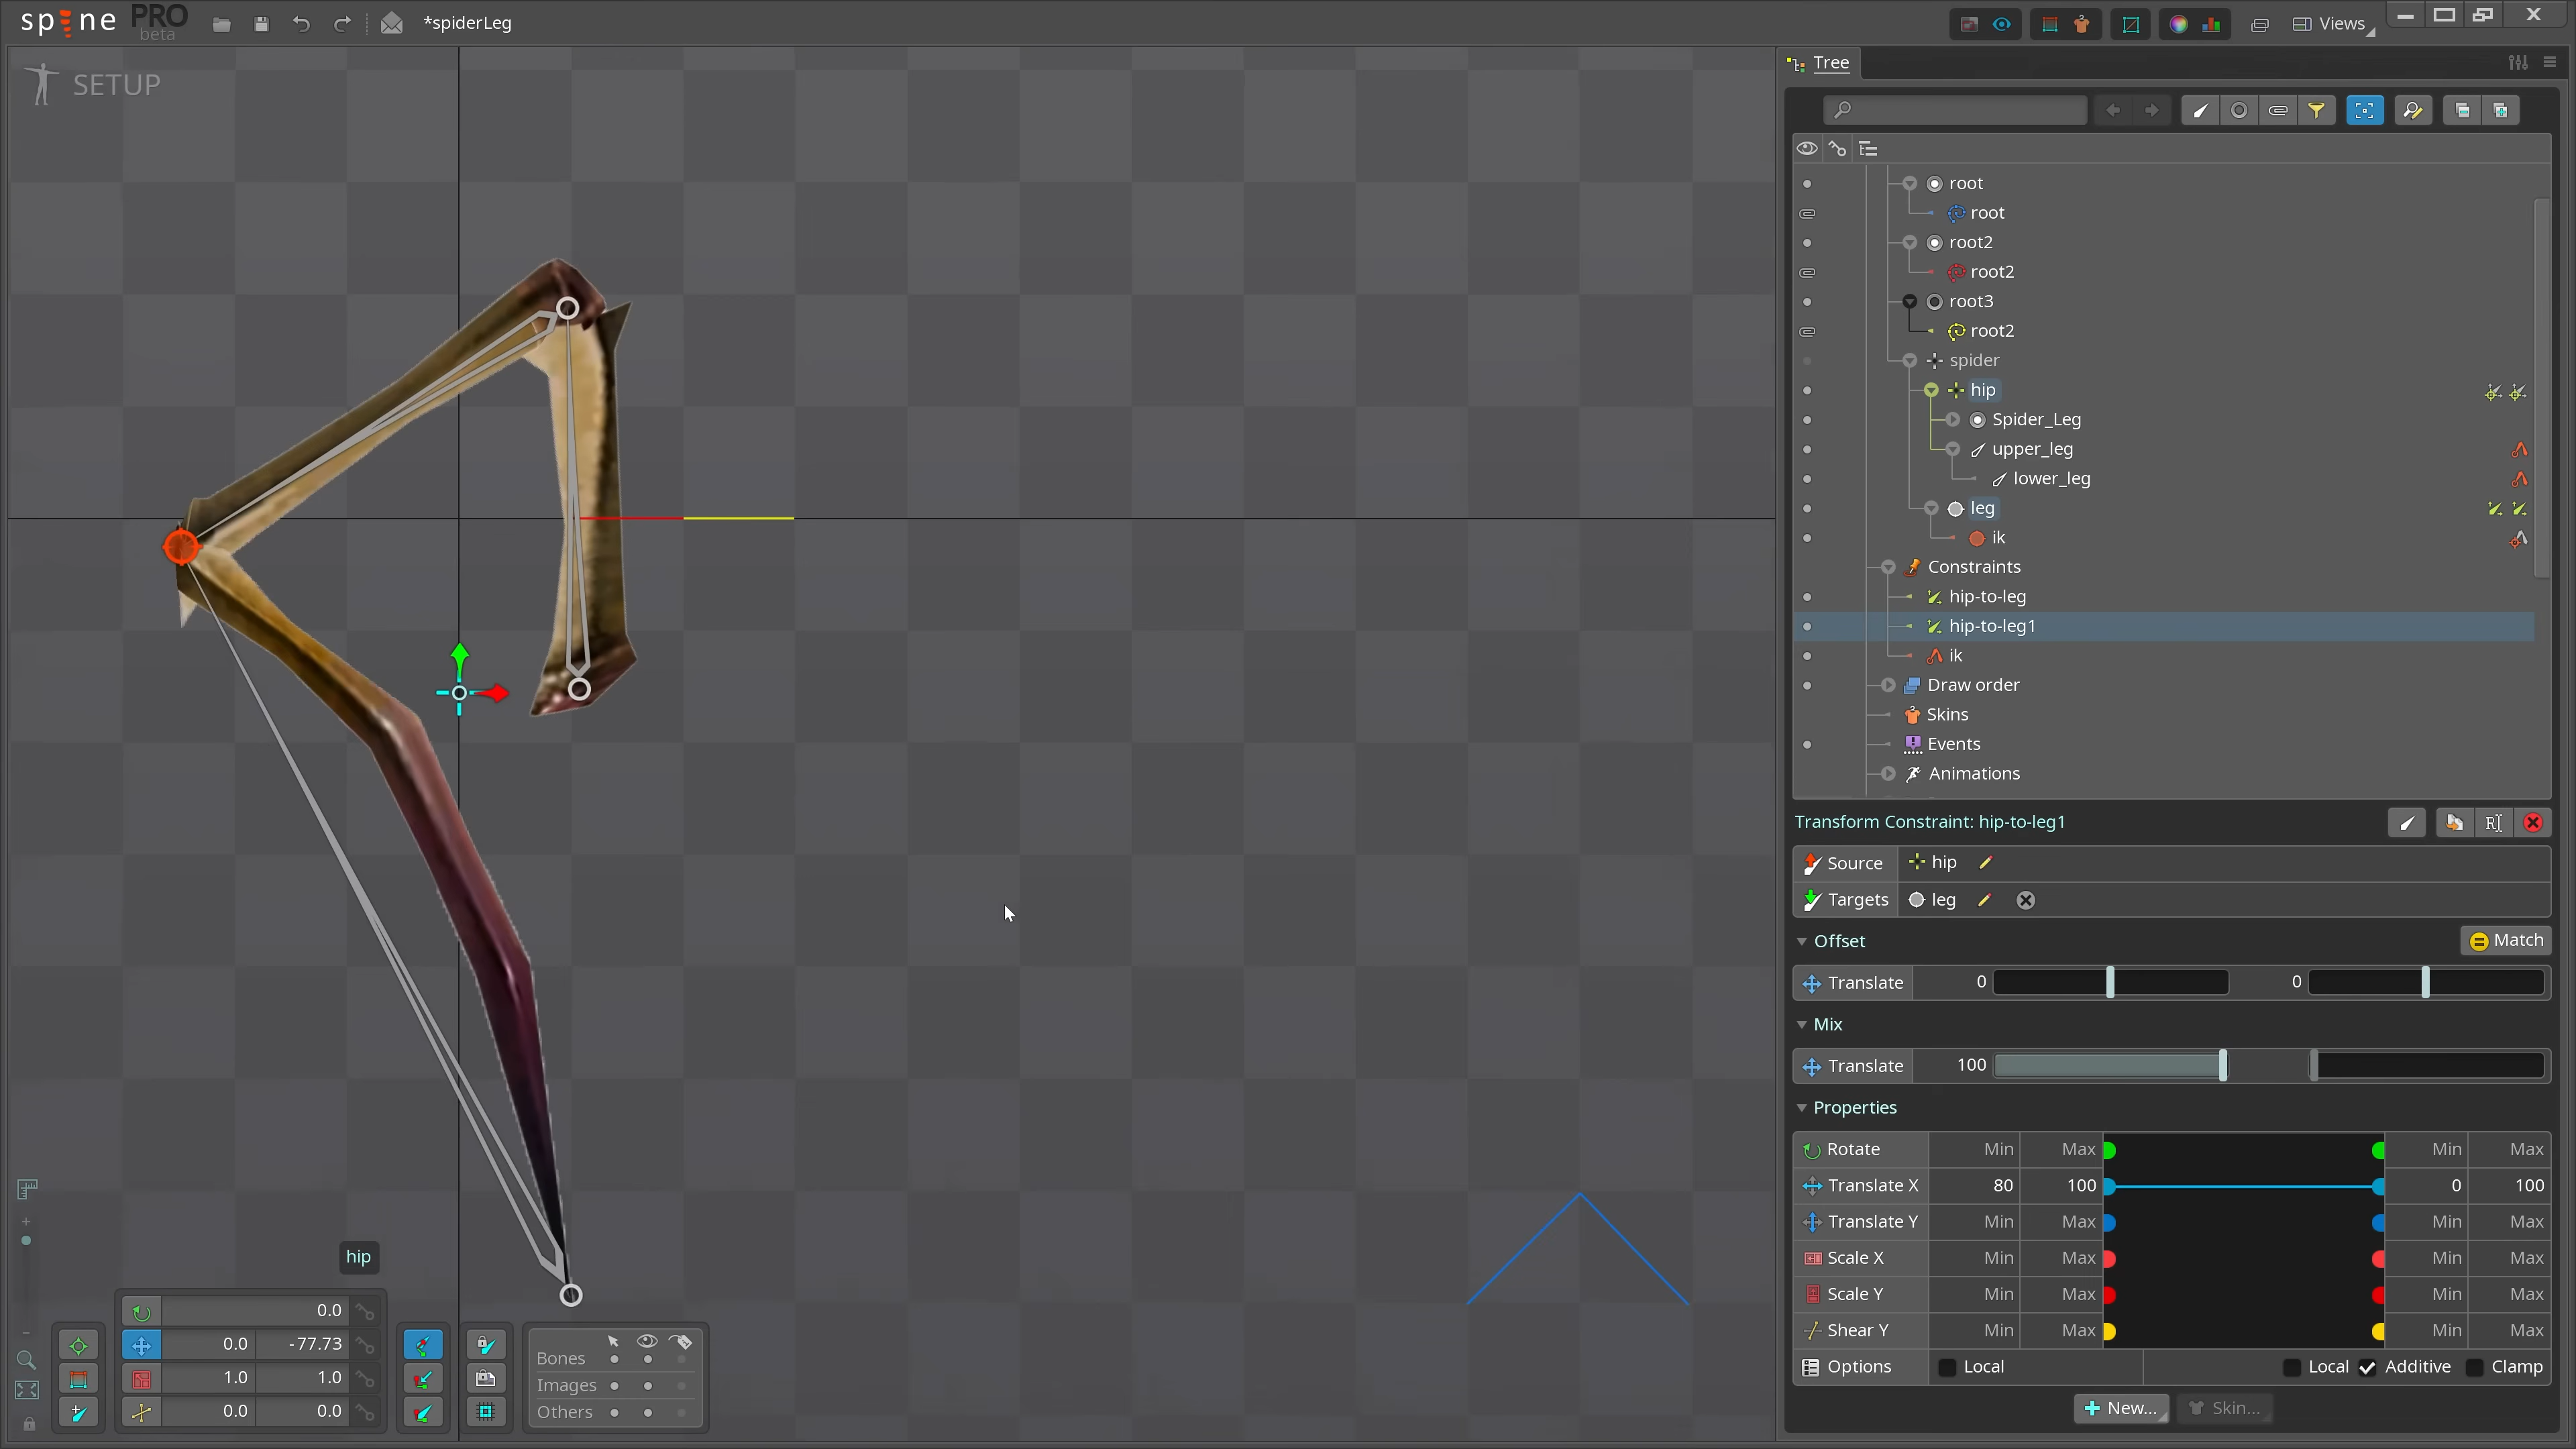 spine PRO beta
*spiderLeg
Views
SETUP
Tree
root
root
root2
root2
root3
root2
spider
hip
Spider_Leg
upper_leg
lower_leg
leg
ik
Constraints
hip-to-leg
hip-to-leg1
ik
Draw order
Skins
Events
Animations
Transform Constraint: hip-to-leg1
Source hip
Targets leg
Offset Match
Translate 0 0
Mix
Translate 100
Properties
Rotate Min Max Min Max
Translate X 80 100 0 100
Translate Y Min Max Min Max
Scale X Min Max Min Max
Scale Y Min Max Min Max
Shear Y Min Max Min Max
Options Local Local Additive Clamp
New... Skin...
hip
0.0
0.0 -77.73
1.0 1.0
0.0 0.0
Bones
Images
Others